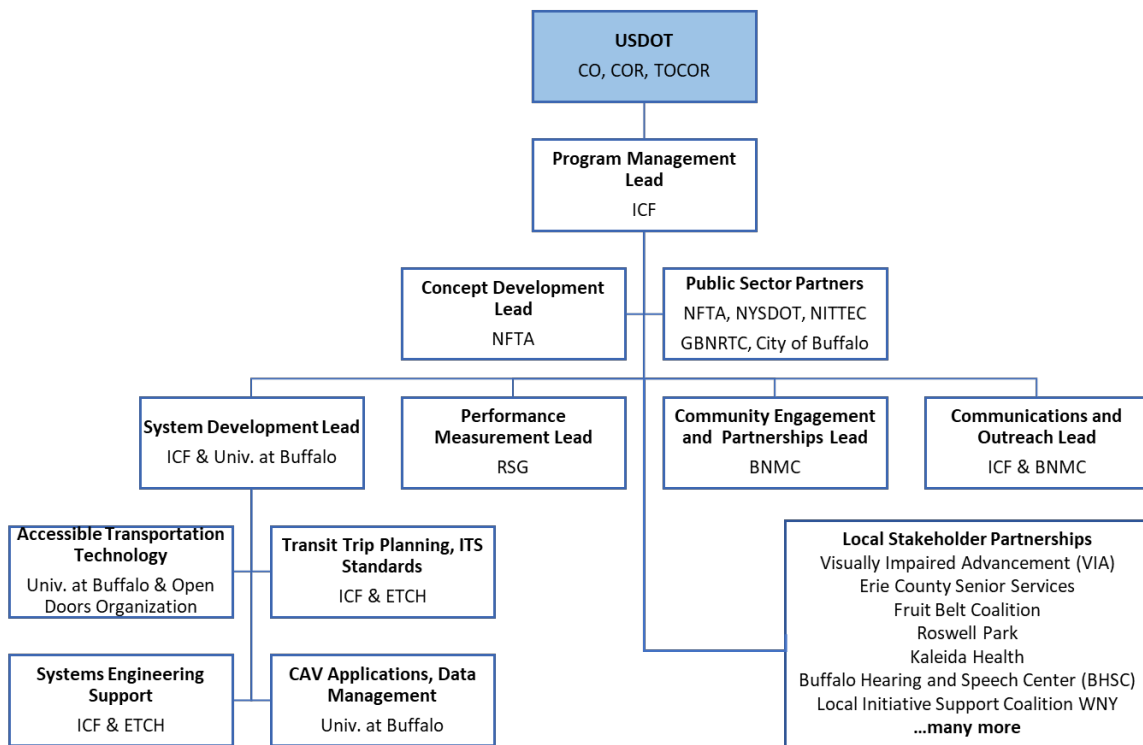 USDOT
CO, COR, TOCOR
Program Management
Lead
ICF
Concept Development
Lead
NFTA
Public Sector Partners
NFTA, NYSDOT, NITTEC
GBNRTC, City of Buffalo
System Development Lead
ICF & Univ. at Buffalo
Performance
Measurement Lead
RSG
Community Engagement
and Partnerships Lead
BNMC
Communications and
Outreach Lead
ICF & BNMC
Accessible Transportation
Technology
Univ. at Buffalo & Open
Doors Organization
Transit Trip Planning, ITS
Standards
ICF & ETCH
Systems Engineering
Support
ICF & ETCH
CAV Applications, Data
Management
Univ. at Buffalo
Local Stakeholder Partnerships
Visually Impaired Advancement (VIA)
Erie County Senior Services
Fruit Belt Coalition
Roswell Park
Kaleida Health
Buffalo Hearing and Speech Center (BHSC)
Local Initiative Support Coalition WNY
...many more